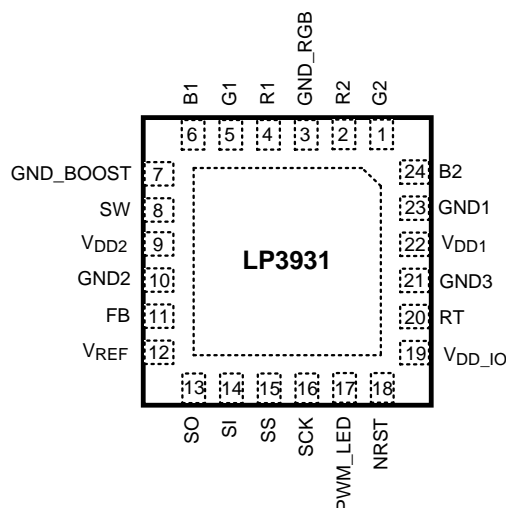 B1
G1
R1
GND_RGB
R2
G2
6
5
4
3
2
1
GND_BOOST
7
SW
8
VDD2
9
GND2
10
FB
11
VREF
12
LP3931
24
B2
23
GND1
22
VDD1
21
GND3
20
RT
19
VDD_IO
13
14
15
16
17
18
SO
SI
SS
SCK
PWM_LED
NRST